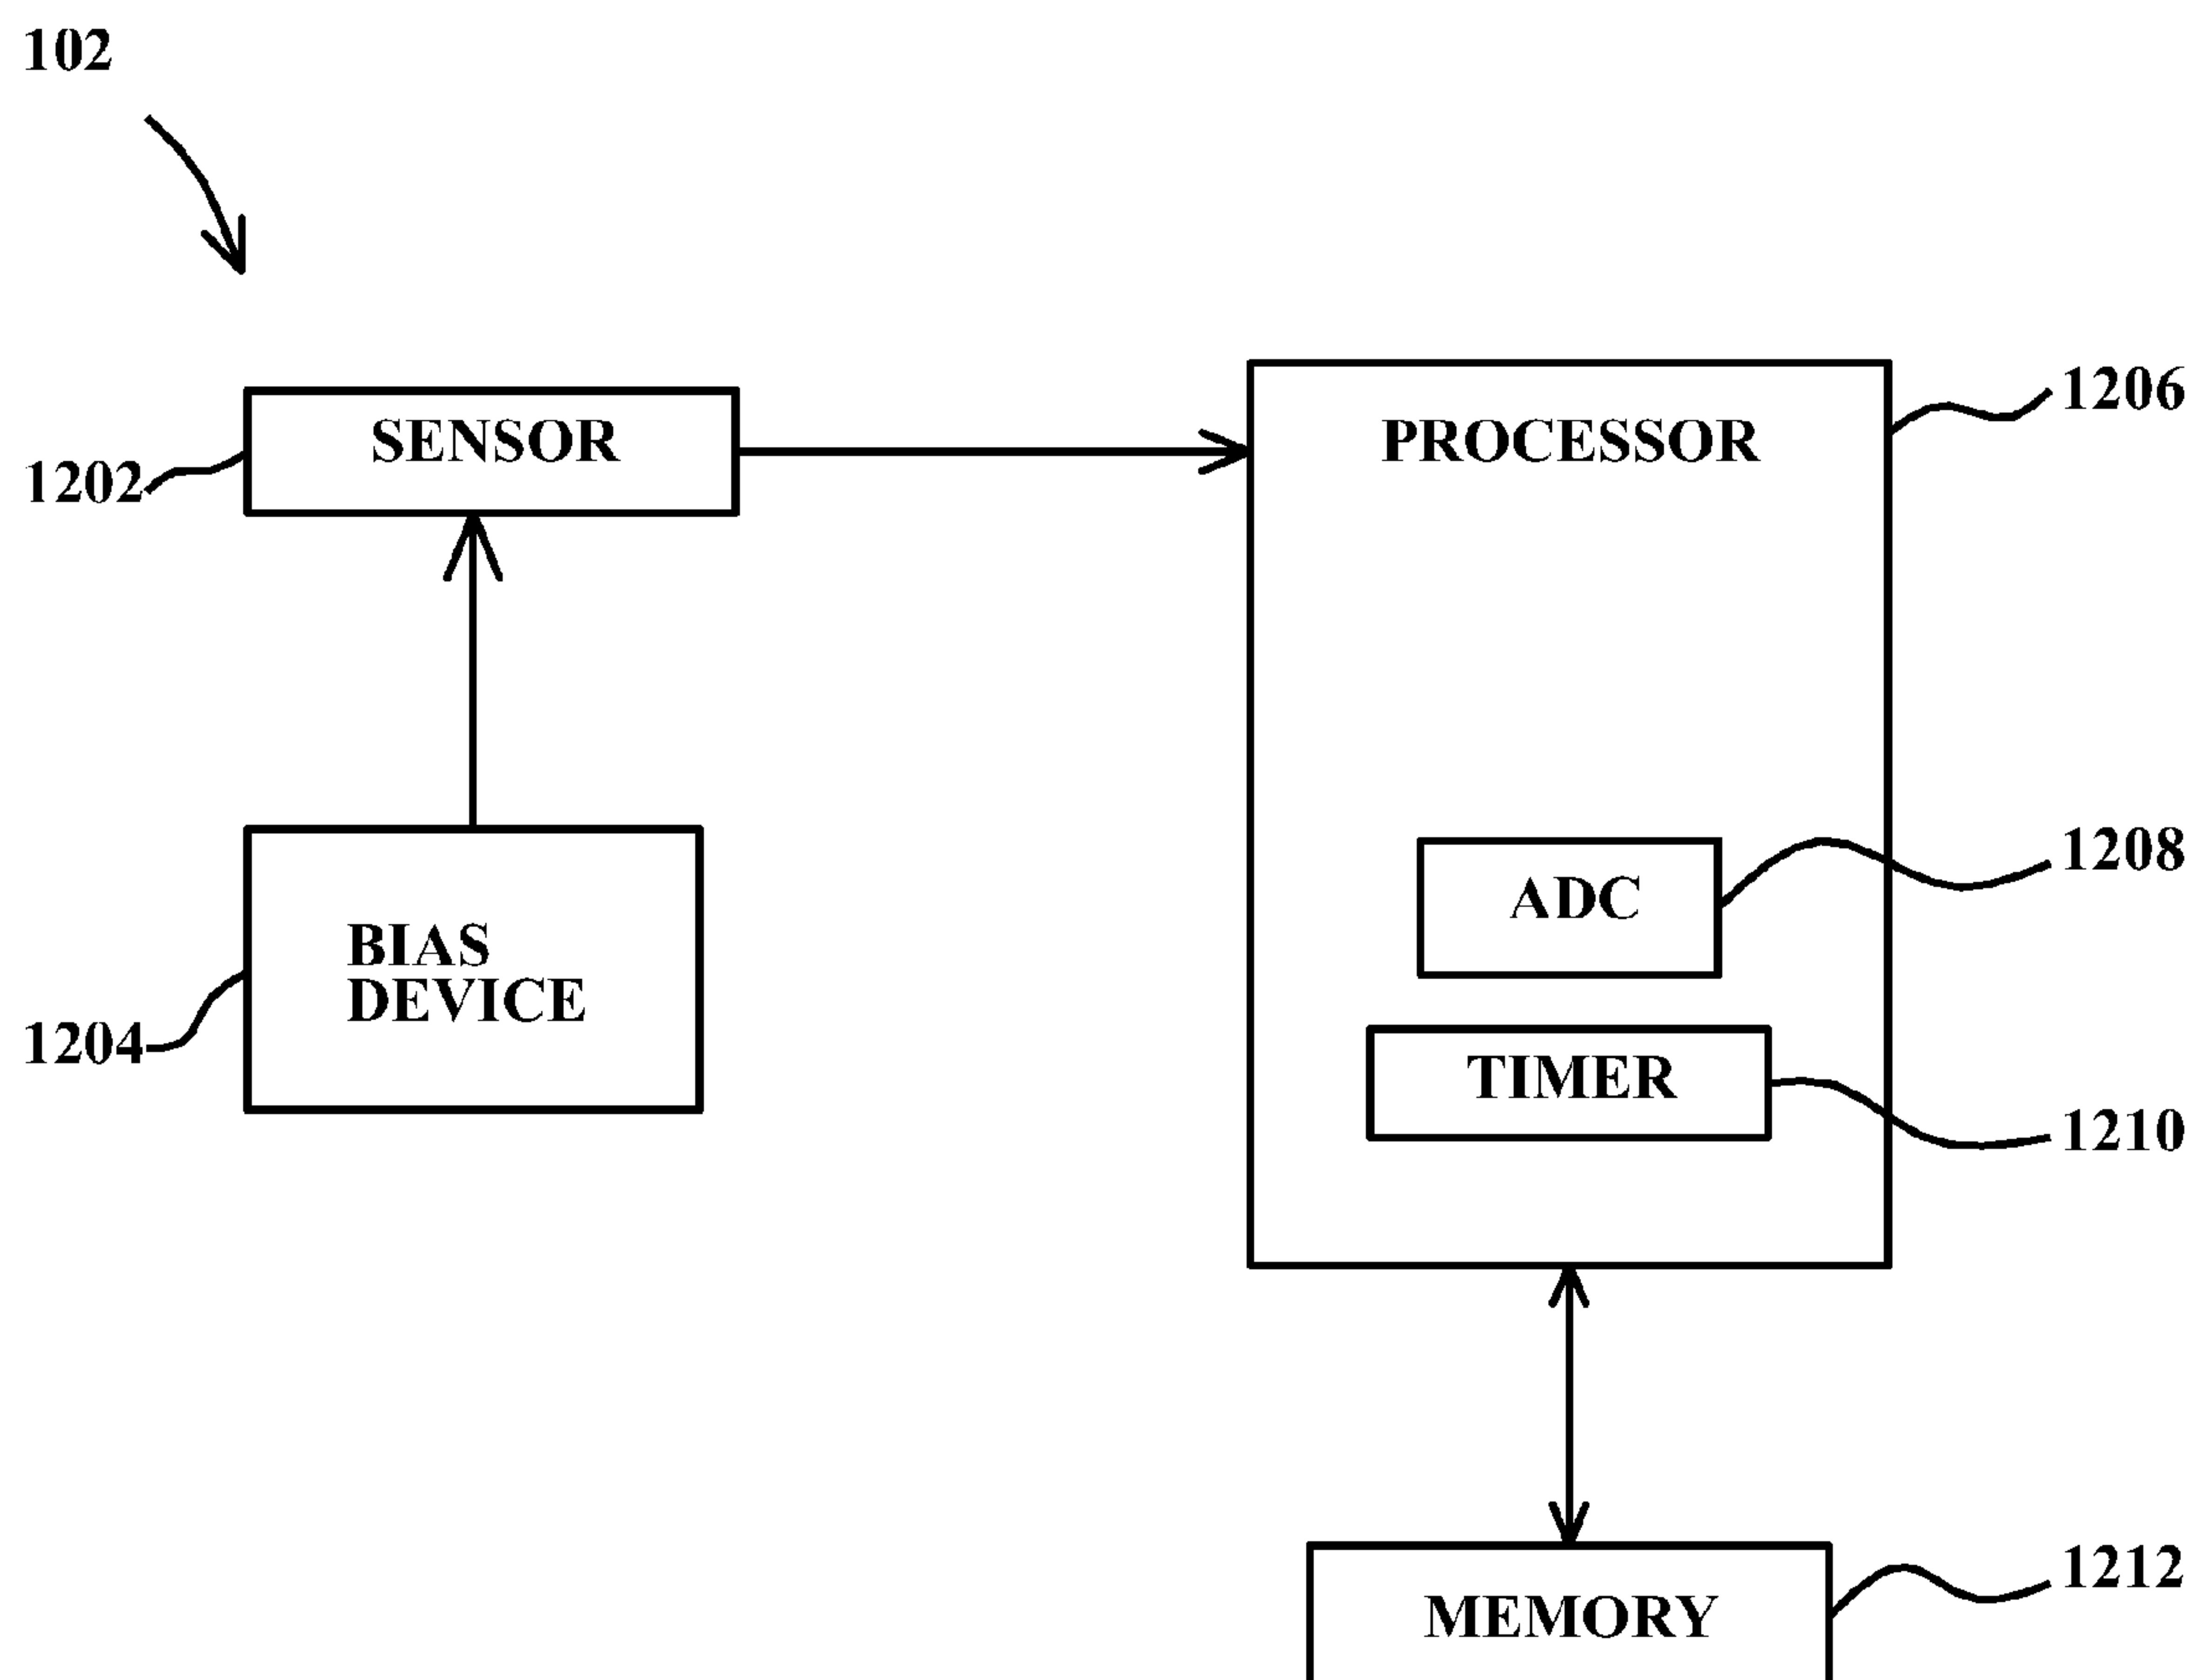 102
SENSOR
1202
BIAS
DEVICE
1204
PROCESSOR
1206
ADC
1208
TIMER
1210
MEMORY
1212